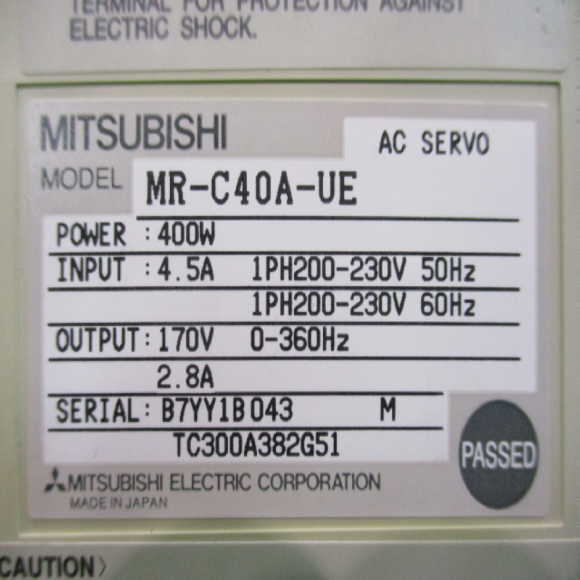 TERMINAL FOR PROTECTION AGAINST
ELECTRIC SHOCK.
MITSUBISHI
AC SERVO
MODEL MR-C40A-UE
POWER : 400W
INPUT : 4.5A 1PH200-230V 50Hz
1PH200-230V 60Hz
OUTPUT: 170V 0-360Hz
2.8A
SERIAL: B7YY1B043 M
TC300A382G51
PASSED
MITSUBISHI ELECTRIC CORPORATION
MADE IN JAPAN
CAUTION〉